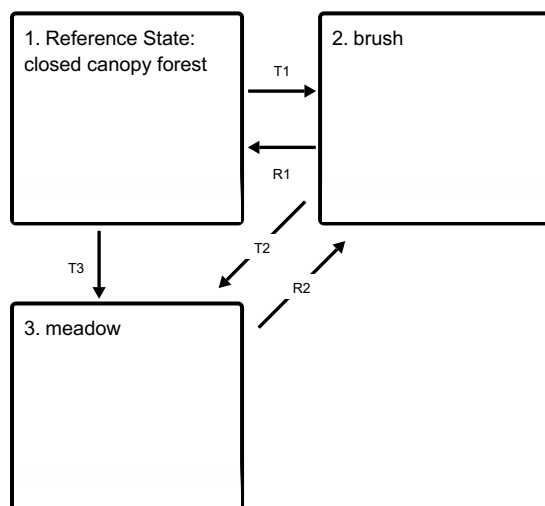 1. Reference State:
closed canopy forest
2. brush
T1
R1
T2
T3
R2
3. meadow